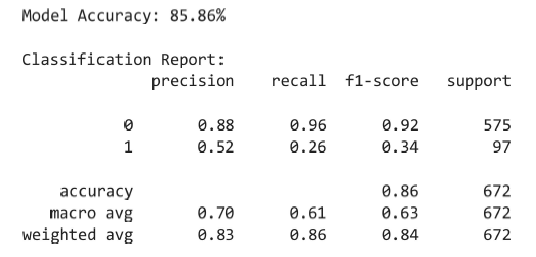 Model Accuracy: 85.86%
Classification Report:
precision recall f1-score support
0 0.88 0.96 0.92 575
1 0.52 0.26 0.34 97
accuracy 0.86 672
macro avg 0.70 0.61 0.63 672
weighted avg 0.83 0.86 0.84 672